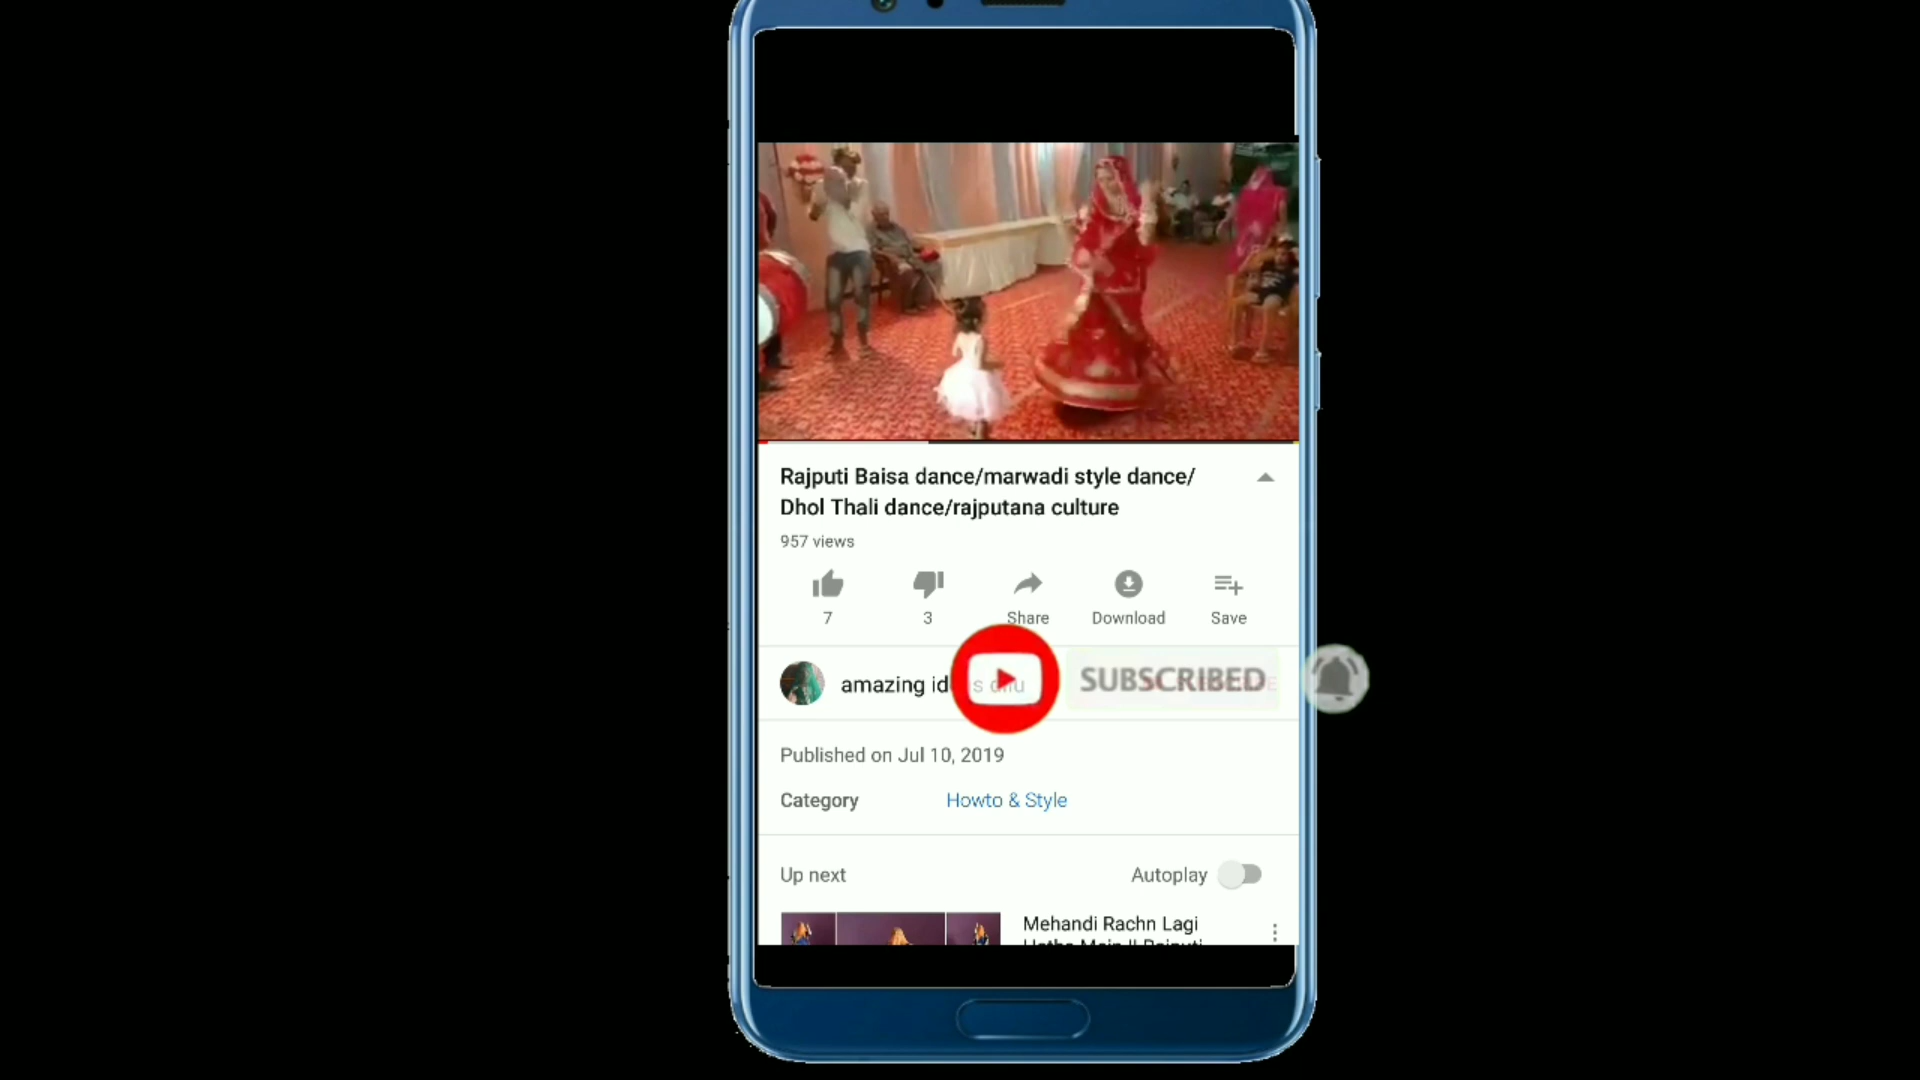 Rajputi Baisa dance/marwadi style dance/
Dhol Thali dance/rajputana culture
957 views
7
3
Share
Download
Save
amazing
SUBSCRIBED
Published on Jul 10, 2019
Category
Howto & Style
Up next
Autoplay
Mehandi Rachn Lagi